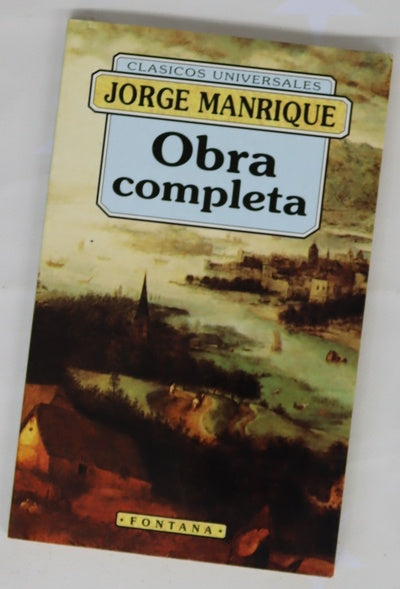 CLASICOS UNIVERSALES
JORGE MANRIQUE
Obra
completa
· FONTANA ·